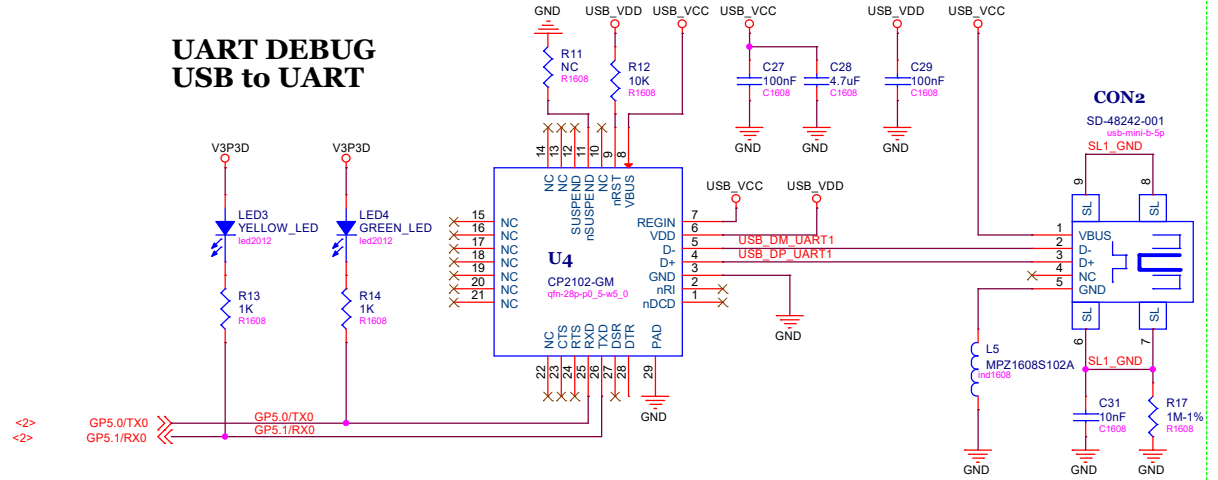 UART DEBUG
USB to UART
GND
USB_VDD
USB_VCC
USB_VCC
USB_VDD
USB_VCC
R11
NC
R1608
R12
10K
R1608
C27
100nF
C1608
C28
4.7uF
C1608
C29
100nF
C1608
GND
GND
GND
CON2
SD-48242-001
usb-mini-b-5p
SL1_GND
V3P3D
V3P3D
LED3
YELLOW_LED
led2012
LED4
GREEN_LED
led2012
R13
1K
R1608
R14
1K
R1608
14
13
12
11
10
9
8
NC
NC
SUSPEND
nSUSPEND
NC
nRST
VBUS
15 NC
16 NC
17 NC
18 NC
19 NC
20 NC
21 NC
U4
CP2102-GM
qfn-28p-p0_5-w5_0
REGIN 7
VDD 6
D- 5
D+ 4
GND 3
nRI 2
nDCD 1
NC
CTS
RTS
RXD
TXD
DSR
DTR
PAD
22
23
24
25
26
27
28
29
GND
USB_VCC
USB_VDD
USB_DM_UART1
USB_DP_UART1
GND
9
8
SL
SL
1 VBUS
2 D-
3 D+
4 NC
5 GND
SL
SL
6
7
SL1_GND
L5
MPZ1608S102A
ind1608
C31
10nF
C1608
R17
1M-1%
R1608
GND
GND
GND
<2> GP5.0/TX0 GP5.0/TX0
<2> GP5.1/RX0 GP5.1/RX0